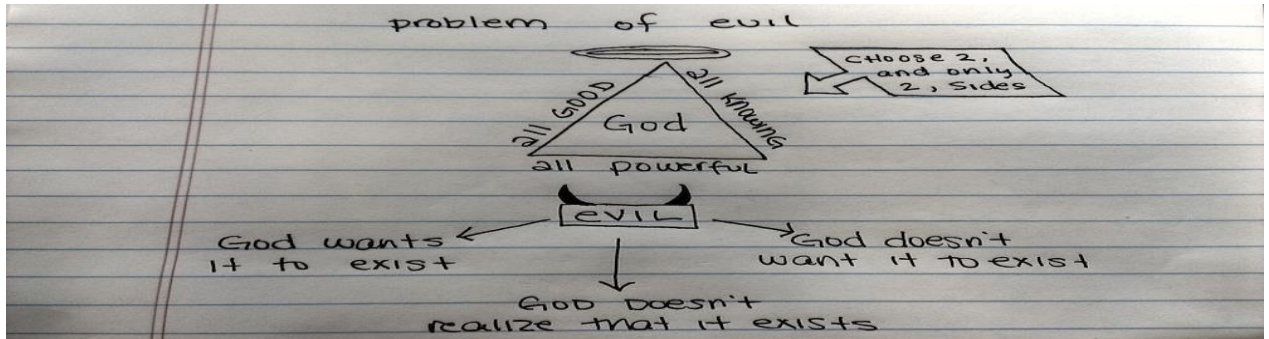 problem of evil
CHOOSE 2,
and only
2, sides
all GOOD
all KNOWING
God
all powerful
evil
God wants
it to exist
God doesn't
want it to exist
GOD Doesn't
realize that it exists